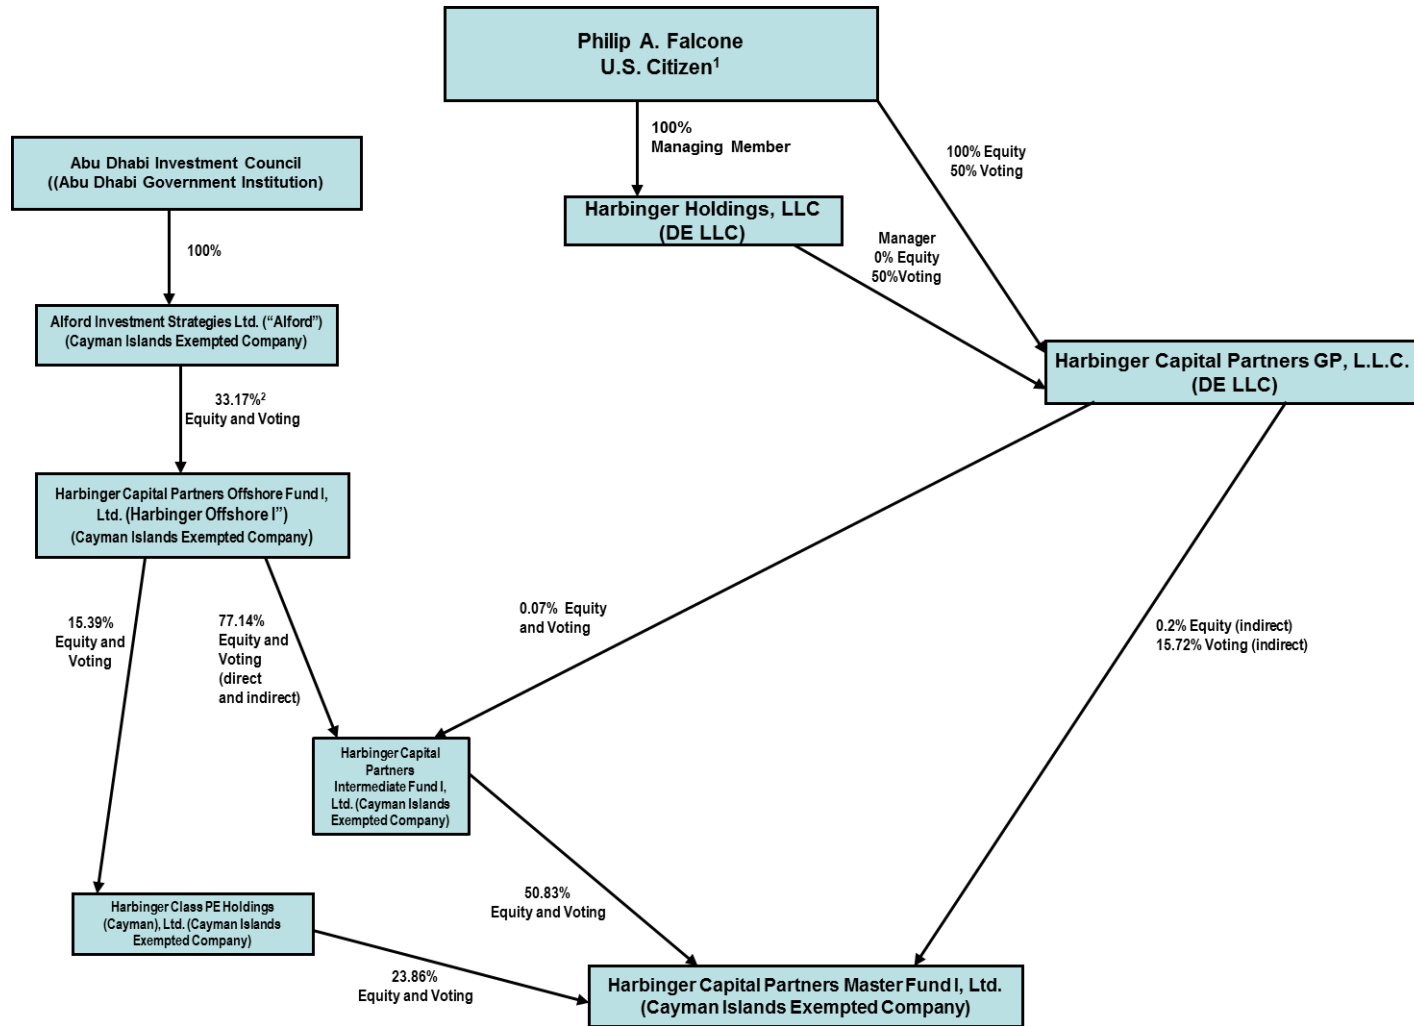 Philip A. Falcone
U.S. Citizen¹
100%
Managing Member
100% Equity
50% Voting
Abu Dhabi Investment Council
((Abu Dhabi Government Institution)
100%
Harbinger Holdings, LLC
(DE LLC)
Manager
0% Equity
50%Voting
Alford Investment Strategies Ltd. (“Alford”)
(Cayman Islands Exempted Company)
Harbinger Capital Partners GP, L.L.C.
(DE LLC)
33.17%²
Equity and Voting
Harbinger Capital Partners Offshore Fund I,
Ltd. (Harbinger Offshore I”)
(Cayman Islands Exempted Company)
15.39%
Equity and
Voting
77.14%
Equity and
Voting
(direct
and indirect)
0.07% Equity
and Voting
0.2% Equity (indirect)
15.72% Voting (indirect)
Harbinger Capital
Partners
Intermediate Fund I,
Ltd. (Cayman Islands
Exempted Company)
50.83%
Equity and Voting
Harbinger Class PE Holdings
(Cayman), Ltd. (Cayman Islands
Exempted Company)
23.86%
Equity and Voting
Harbinger Capital Partners Master Fund I, Ltd.
(Cayman Islands Exempted Company)